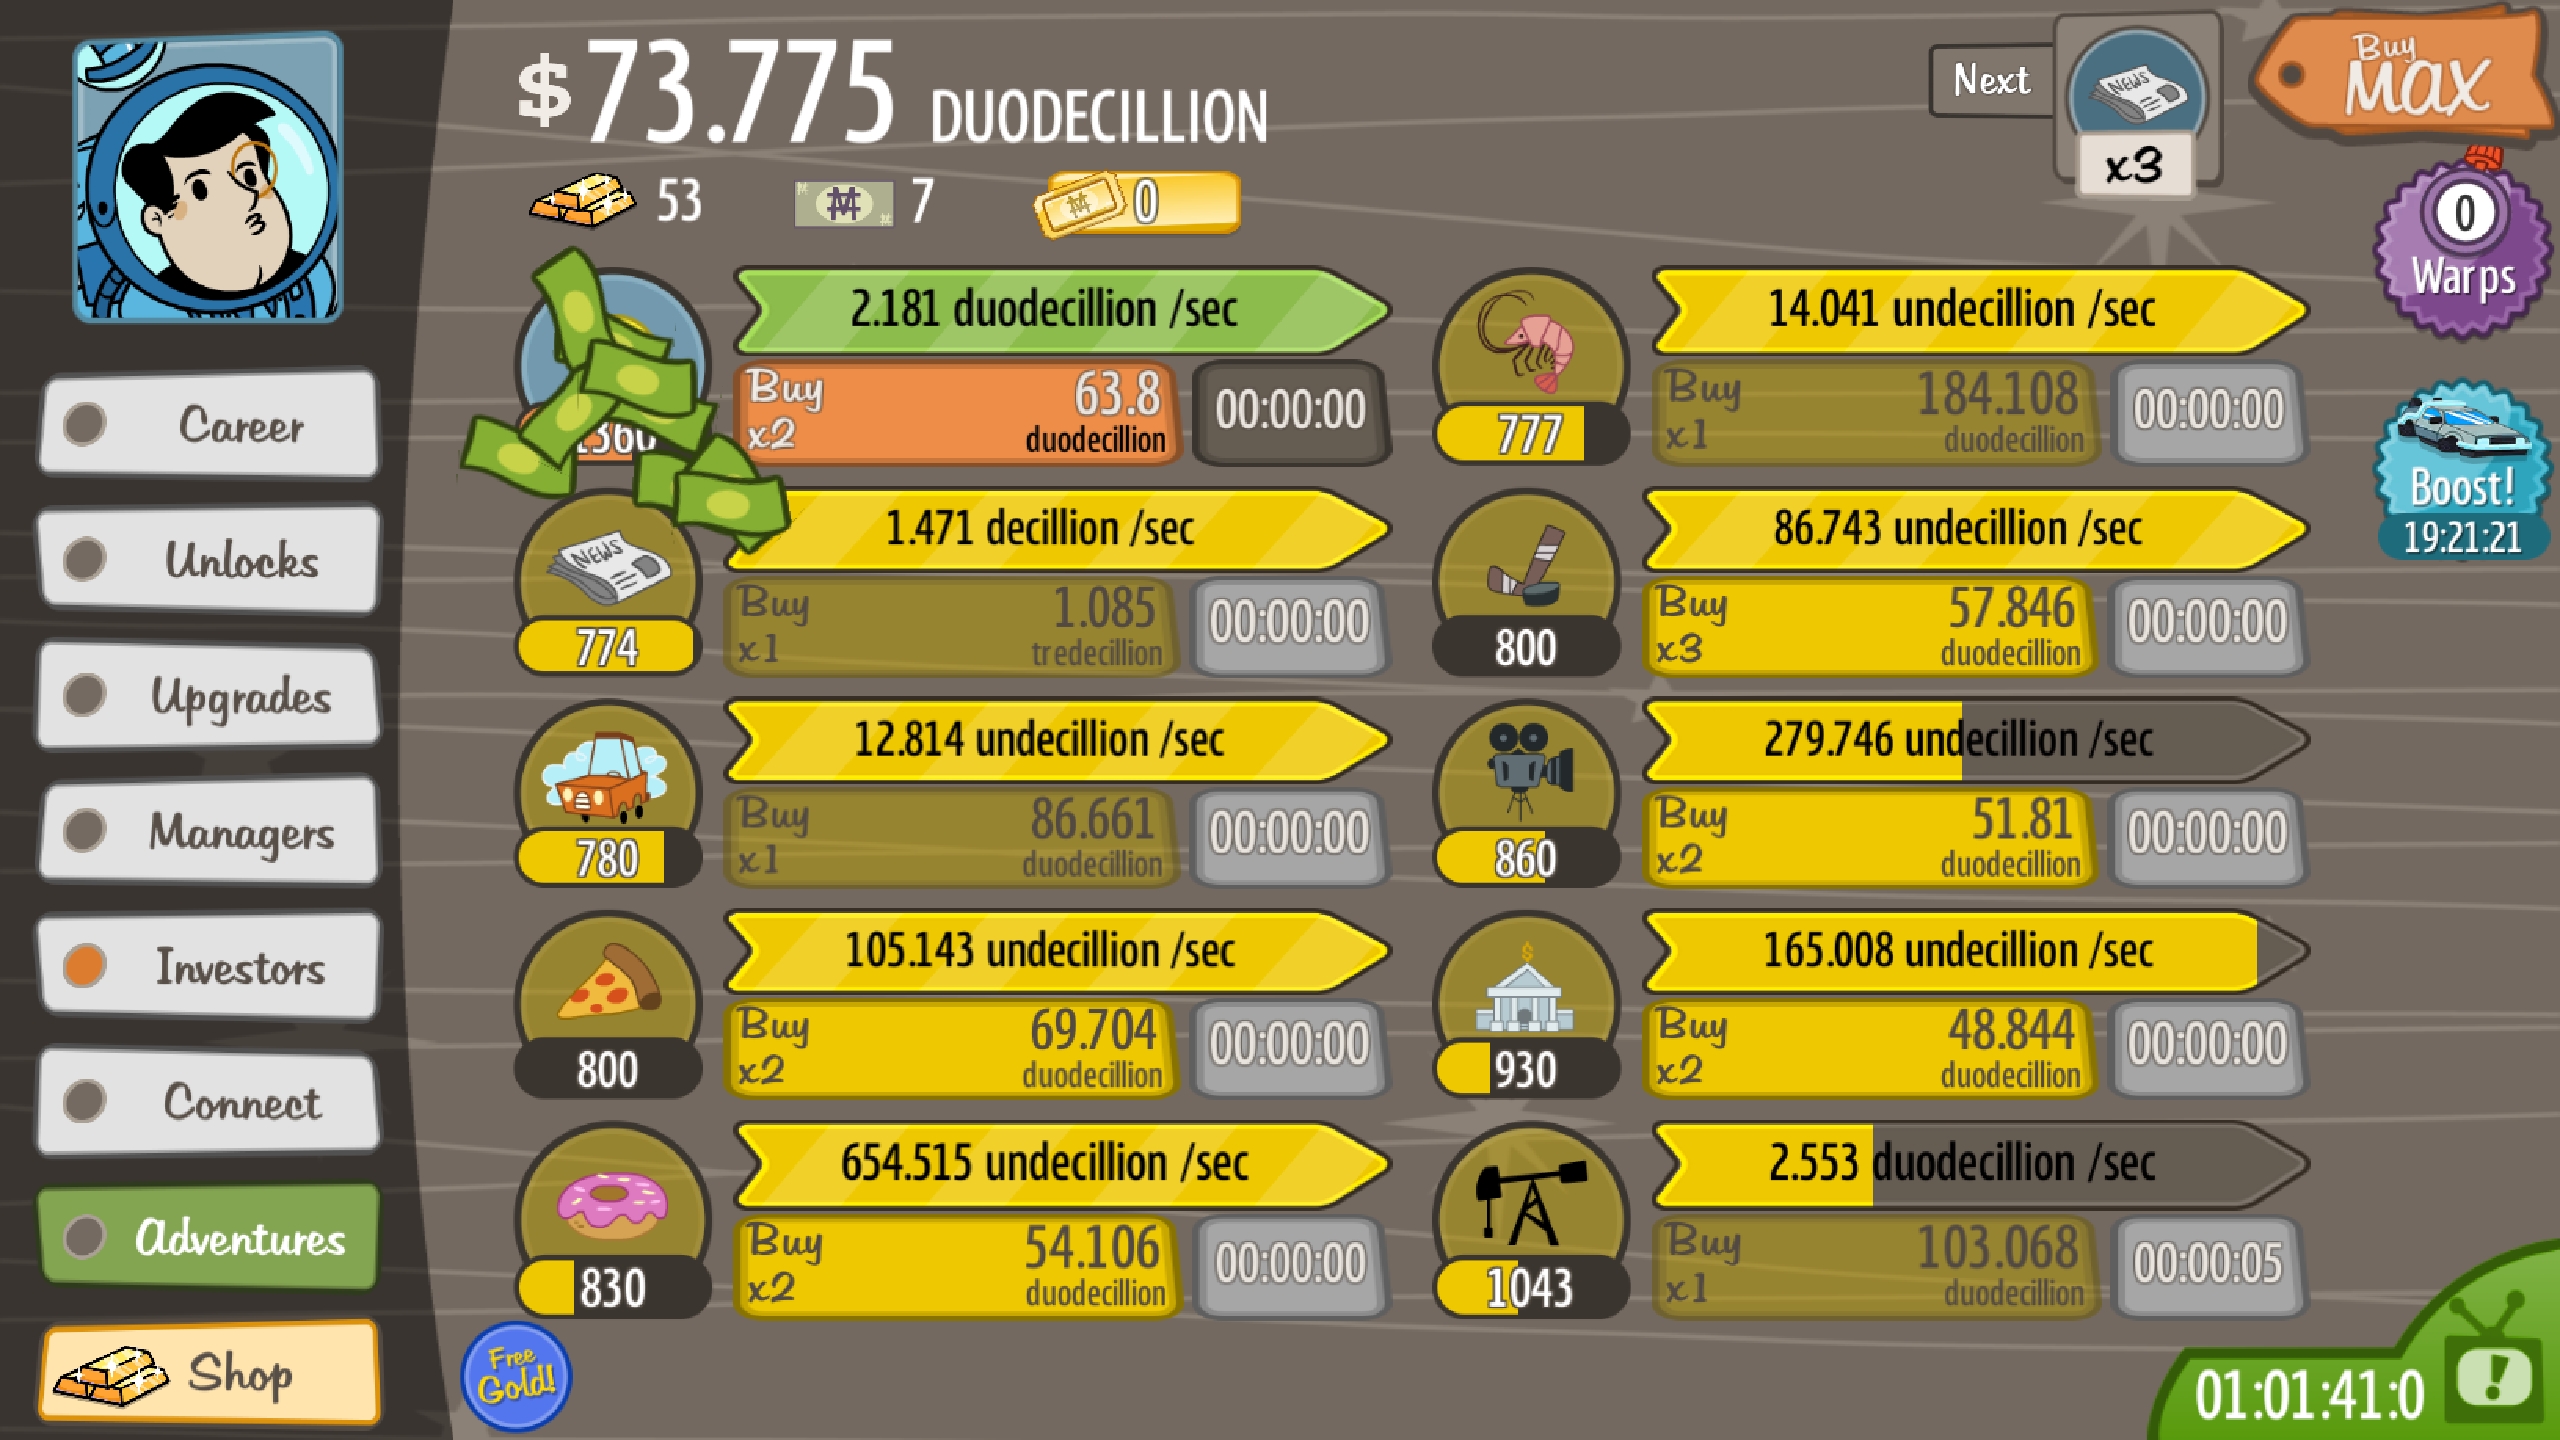 $73.775 DUODECILLION
Next
x3
Buy
MAX
53
7
0
0
Warps
Boost!
19:21:21
Career
Unlocks
Upgrades
Managers
Investors
Connect
Adventures
Shop
2.181 duodecillion /sec
Buy
x2
63.8
duodecillion
00:00:00
1360
NEWS
1.471 decillion /sec
774
Buy
x1
1.085
tredecillion
00:00:00
12.814 undecillion /sec
780
Buy
x1
86.661
duodecillion
00:00:00
105.143 undecillion /sec
800
Buy
x2
69.704
duodecillion
00:00:00
654.515 undecillion /sec
830
Buy
x2
54.106
duodecillion
00:00:00
14.041 undecillion /sec
777
Buy
x1
184.108
duodecillion
00:00:00
86.743 undecillion /sec
800
Buy
x3
57.846
duodecillion
00:00:00
279.746 undecillion /sec
860
Buy
x2
51.81
duodecillion
00:00:00
165.008 undecillion /sec
930
Buy
x2
48.844
duodecillion
00:00:00
2.553 duodecillion /sec
1043
Buy
x1
103.068
duodecillion
00:00:05
Free
Gold!
01:01:41:0
NEWS